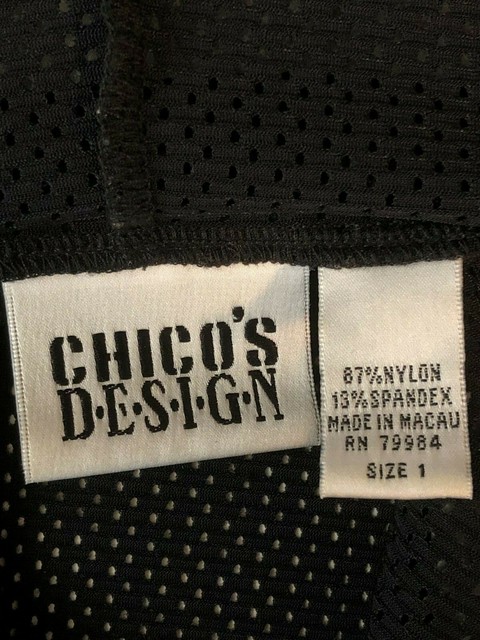 CHICO'S
D·E·S·I·G·N
87%NYLON
13%SPANDEX
MADE IN MACAU
RN 79984
SIZE 1